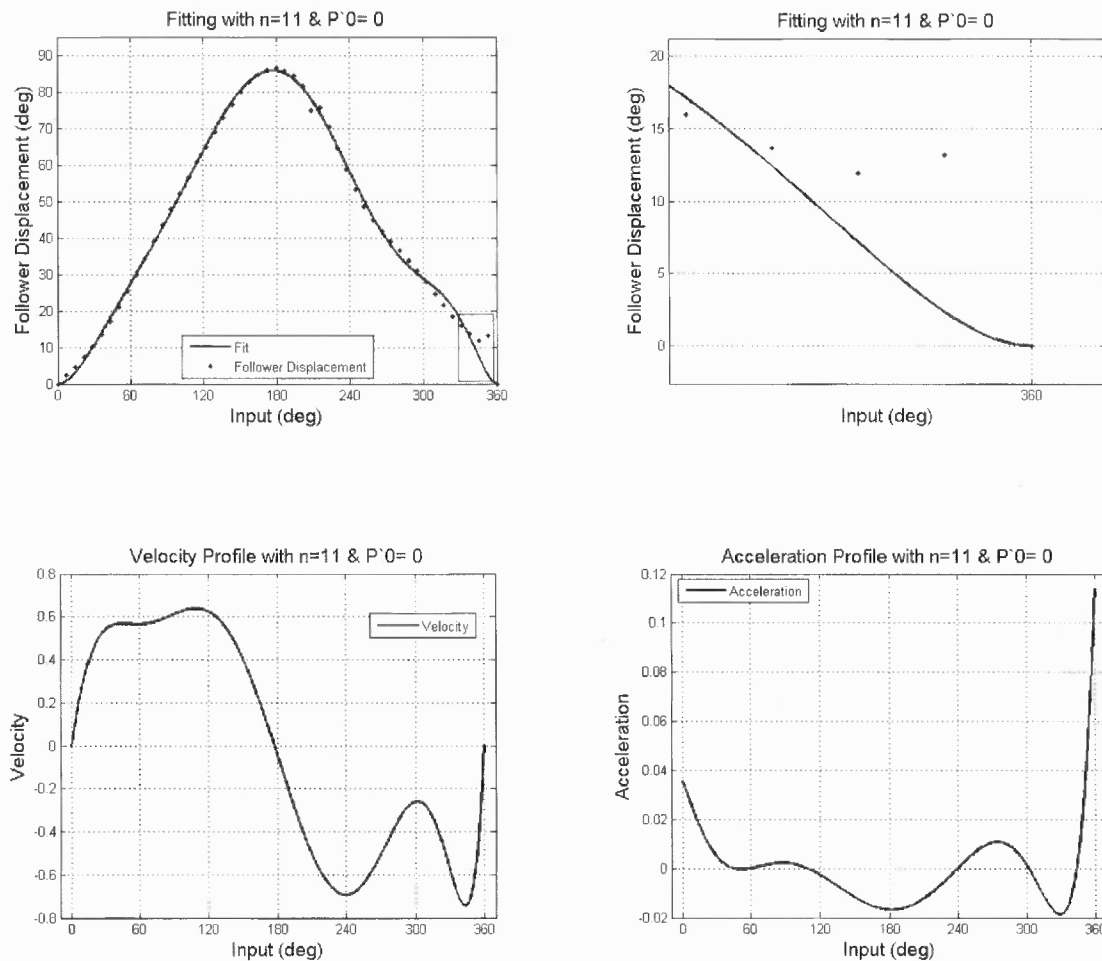 Fitting with n=11 & P`0= 0
90
80
70
60
50
40
30
20
10
0
Follower Displacement (deg)
Fit
Follower Displacement
0 60 120 180 240 300 360
Input (deg)
Fitting with n=11 & P`0= 0
20
15
10
5
0
Follower Displacement (deg)
360
Input (deg)
Velocity Profile with n=11 & P`0= 0
0.8
0.6
0.4
0.2
0
-0.2
-0.4
-0.6
-0.8
Velocity
Velocity
0 60 120 180 240 300 360
Input (deg)
Acceleration Profile with n=11 & P`0= 0
0.12
0.1
0.08
0.06
0.04
0.02
0
-0.02
Acceleration
Acceleration
0 60 120 180 240 300 360
Input (deg)